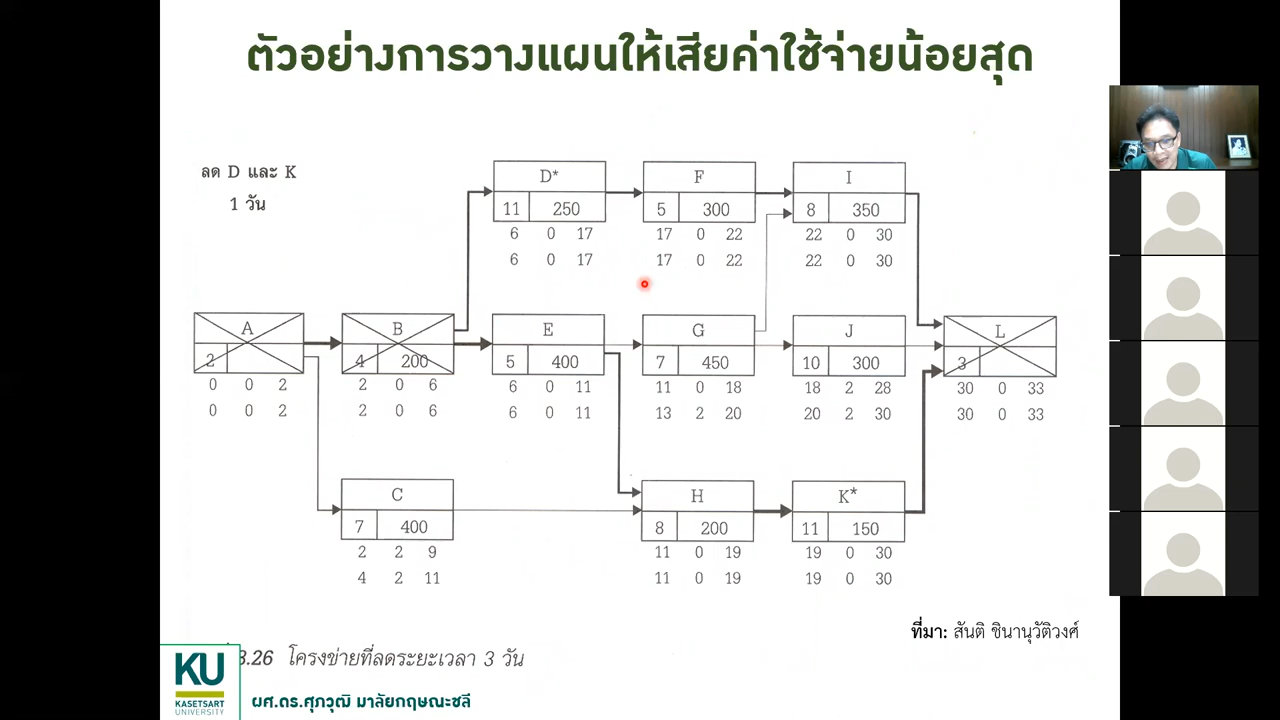 ตัวอย่างการวางแผนให้เสียค่าใช้จ่ายน้อยสุด
ลด D และ K
1 วัน
D*
11 250
6 0 17
6 0 17
F
5 300
17 0 22
17 0 22
I
8 350
22 0 30
22 0 30
A
2
0 0 2
0 0 2
B
4 200
2 0 6
2 0 6
E
5 400
6 0 11
6 0 11
G
7 450
11 0 18
13 2 20
J
10 300
18 2 28
20 2 30
L
3
30 0 33
30 0 33
C
7 400
2 2 9
4 2 11
H
8 200
11 0 19
11 0 19
K*
11 150
19 0 30
19 0 30
ที่มา: สันติ ชินานุวัติวงศ์
3.26 โครงข่ายที่ลดระยะเวลา 3 วัน
KU
KASETSART
UNIVERSITY
ผศ.ดร.ศุภวุฒิ มาลัยกฤษณะชลี